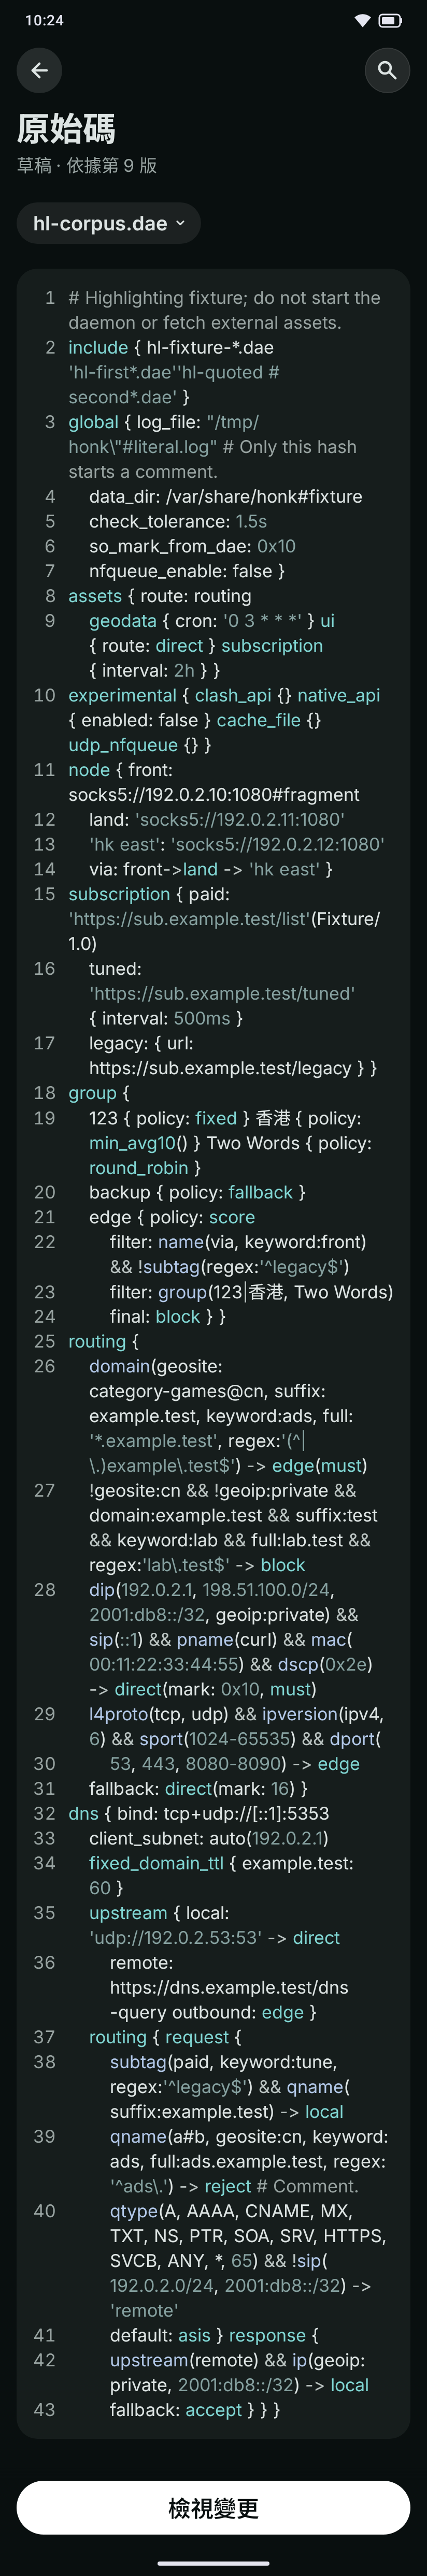 10:24
原始碼
草稿 · 依據第 9 版
hl-corpus.dae
1 # Highlighting fixture; do not start the
daemon or fetch external assets.
2 include { hl-fixture-*.dae
'hl-first*.dae''hl-quoted #
second*.dae' }
3 global { log_file: "/tmp/
honk\"#literal.log" # Only this hash
starts a comment.
4 data_dir: /var/share/honk#fixture
5 check_tolerance: 1.5s
6 so_mark_from_dae: 0x10
7 nfqueue_enable: false }
8 assets { route: routing
9 geodata { cron: '0 3 * * *' } ui
{ route: direct } subscription
{ interval: 2h } }
10 experimental { clash_api {} native_api
{ enabled: false } cache_file {}
udp_nfqueue {} }
11 node { front:
socks5://192.0.2.10:1080#fragment
12 land: 'socks5://192.0.2.11:1080'
13 'hk east': 'socks5://192.0.2.12:1080'
14 via: front->land -> 'hk east' }
15 subscription { paid:
'https://sub.example.test/list'(Fixture/
1.0)
16 tuned:
'https://sub.example.test/tuned'
{ interval: 500ms }
17 legacy: { url:
https://sub.example.test/legacy } }
18 group {
19 123 { policy: fixed } 香港 { policy:
min_avg10() } Two Words { policy:
round_robin }
20 backup { policy: fallback }
21 edge { policy: score
22 filter: name(via, keyword:front)
&& !subtag(regex:'^legacy$')
23 filter: group(123|香港, Two Words)
24 final: block } }
25 routing {
26 domain(geosite:
category-games@cn, suffix:
example.test, keyword:ads, full:
'*.example.test', regex:'(^|
\.)example\.test$') -> edge(must)
27 !geosite:cn && !geoip:private &&
domain:example.test && suffix:test
&& keyword:lab && full:lab.test &&
regex:'lab\.test$' -> block
28 dip(192.0.2.1, 198.51.100.0/24,
2001:db8::/32, geoip:private) &&
sip(::1) && pname(curl) && mac(
00:11:22:33:44:55) && dscp(0x2e)
-> direct(mark: 0x10, must)
29 l4proto(tcp, udp) && ipversion(ipv4,
6) && sport(1024-65535) && dport(
30 53, 443, 8080-8090) -> edge
31 fallback: direct(mark: 16) }
32 dns { bind: tcp+udp://[::1]:5353
33 client_subnet: auto(192.0.2.1)
34 fixed_domain_ttl { example.test:
60 }
35 upstream { local:
'udp://192.0.2.53:53' -> direct
36 remote:
https://dns.example.test/dns
-query outbound: edge }
37 routing { request {
38 subtag(paid, keyword:tune,
regex:'^legacy$') && qname(
suffix:example.test) -> local
39 qname(a#b, geosite:cn, keyword:
ads, full:ads.example.test, regex:
'^ads\.') -> reject # Comment.
40 qtype(A, AAAA, CNAME, MX,
TXT, NS, PTR, SOA, SRV, HTTPS,
SVCB, ANY, *, 65) && !sip(
192.0.2.0/24, 2001:db8::/32) ->
'remote'
41 default: asis } response {
42 upstream(remote) && ip(geoip:
private, 2001:db8::/32) -> local
43 fallback: accept } } }
檢視變更